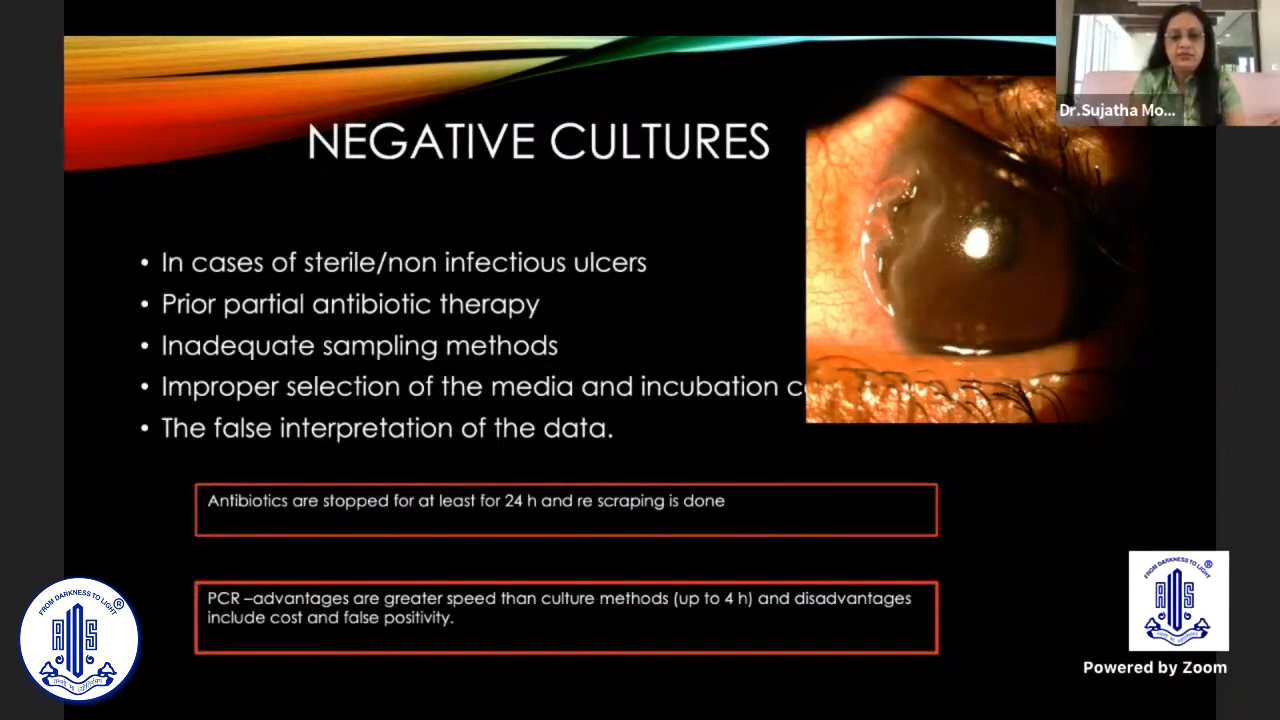 Dr.Sujatha Mo...
NEGATIVE CULTURES
• In cases of sterile/non infectious ulcers
• Prior partial antibiotic therapy
• Inadequate sampling methods
• Improper selection of the media and incubation
• The false interpretation of the data.
Antibiotics are stopped for at least for 24 h and re scraping is done
PCR –advantages are greater speed than culture methods (up to 4 h) and disadvantages
include cost and false positivity.
FROM DARKNESS TO LIGHT ®
AIOS
FROM DARKNESS TO LIGHT ®
AIOS
Powered by Zoom